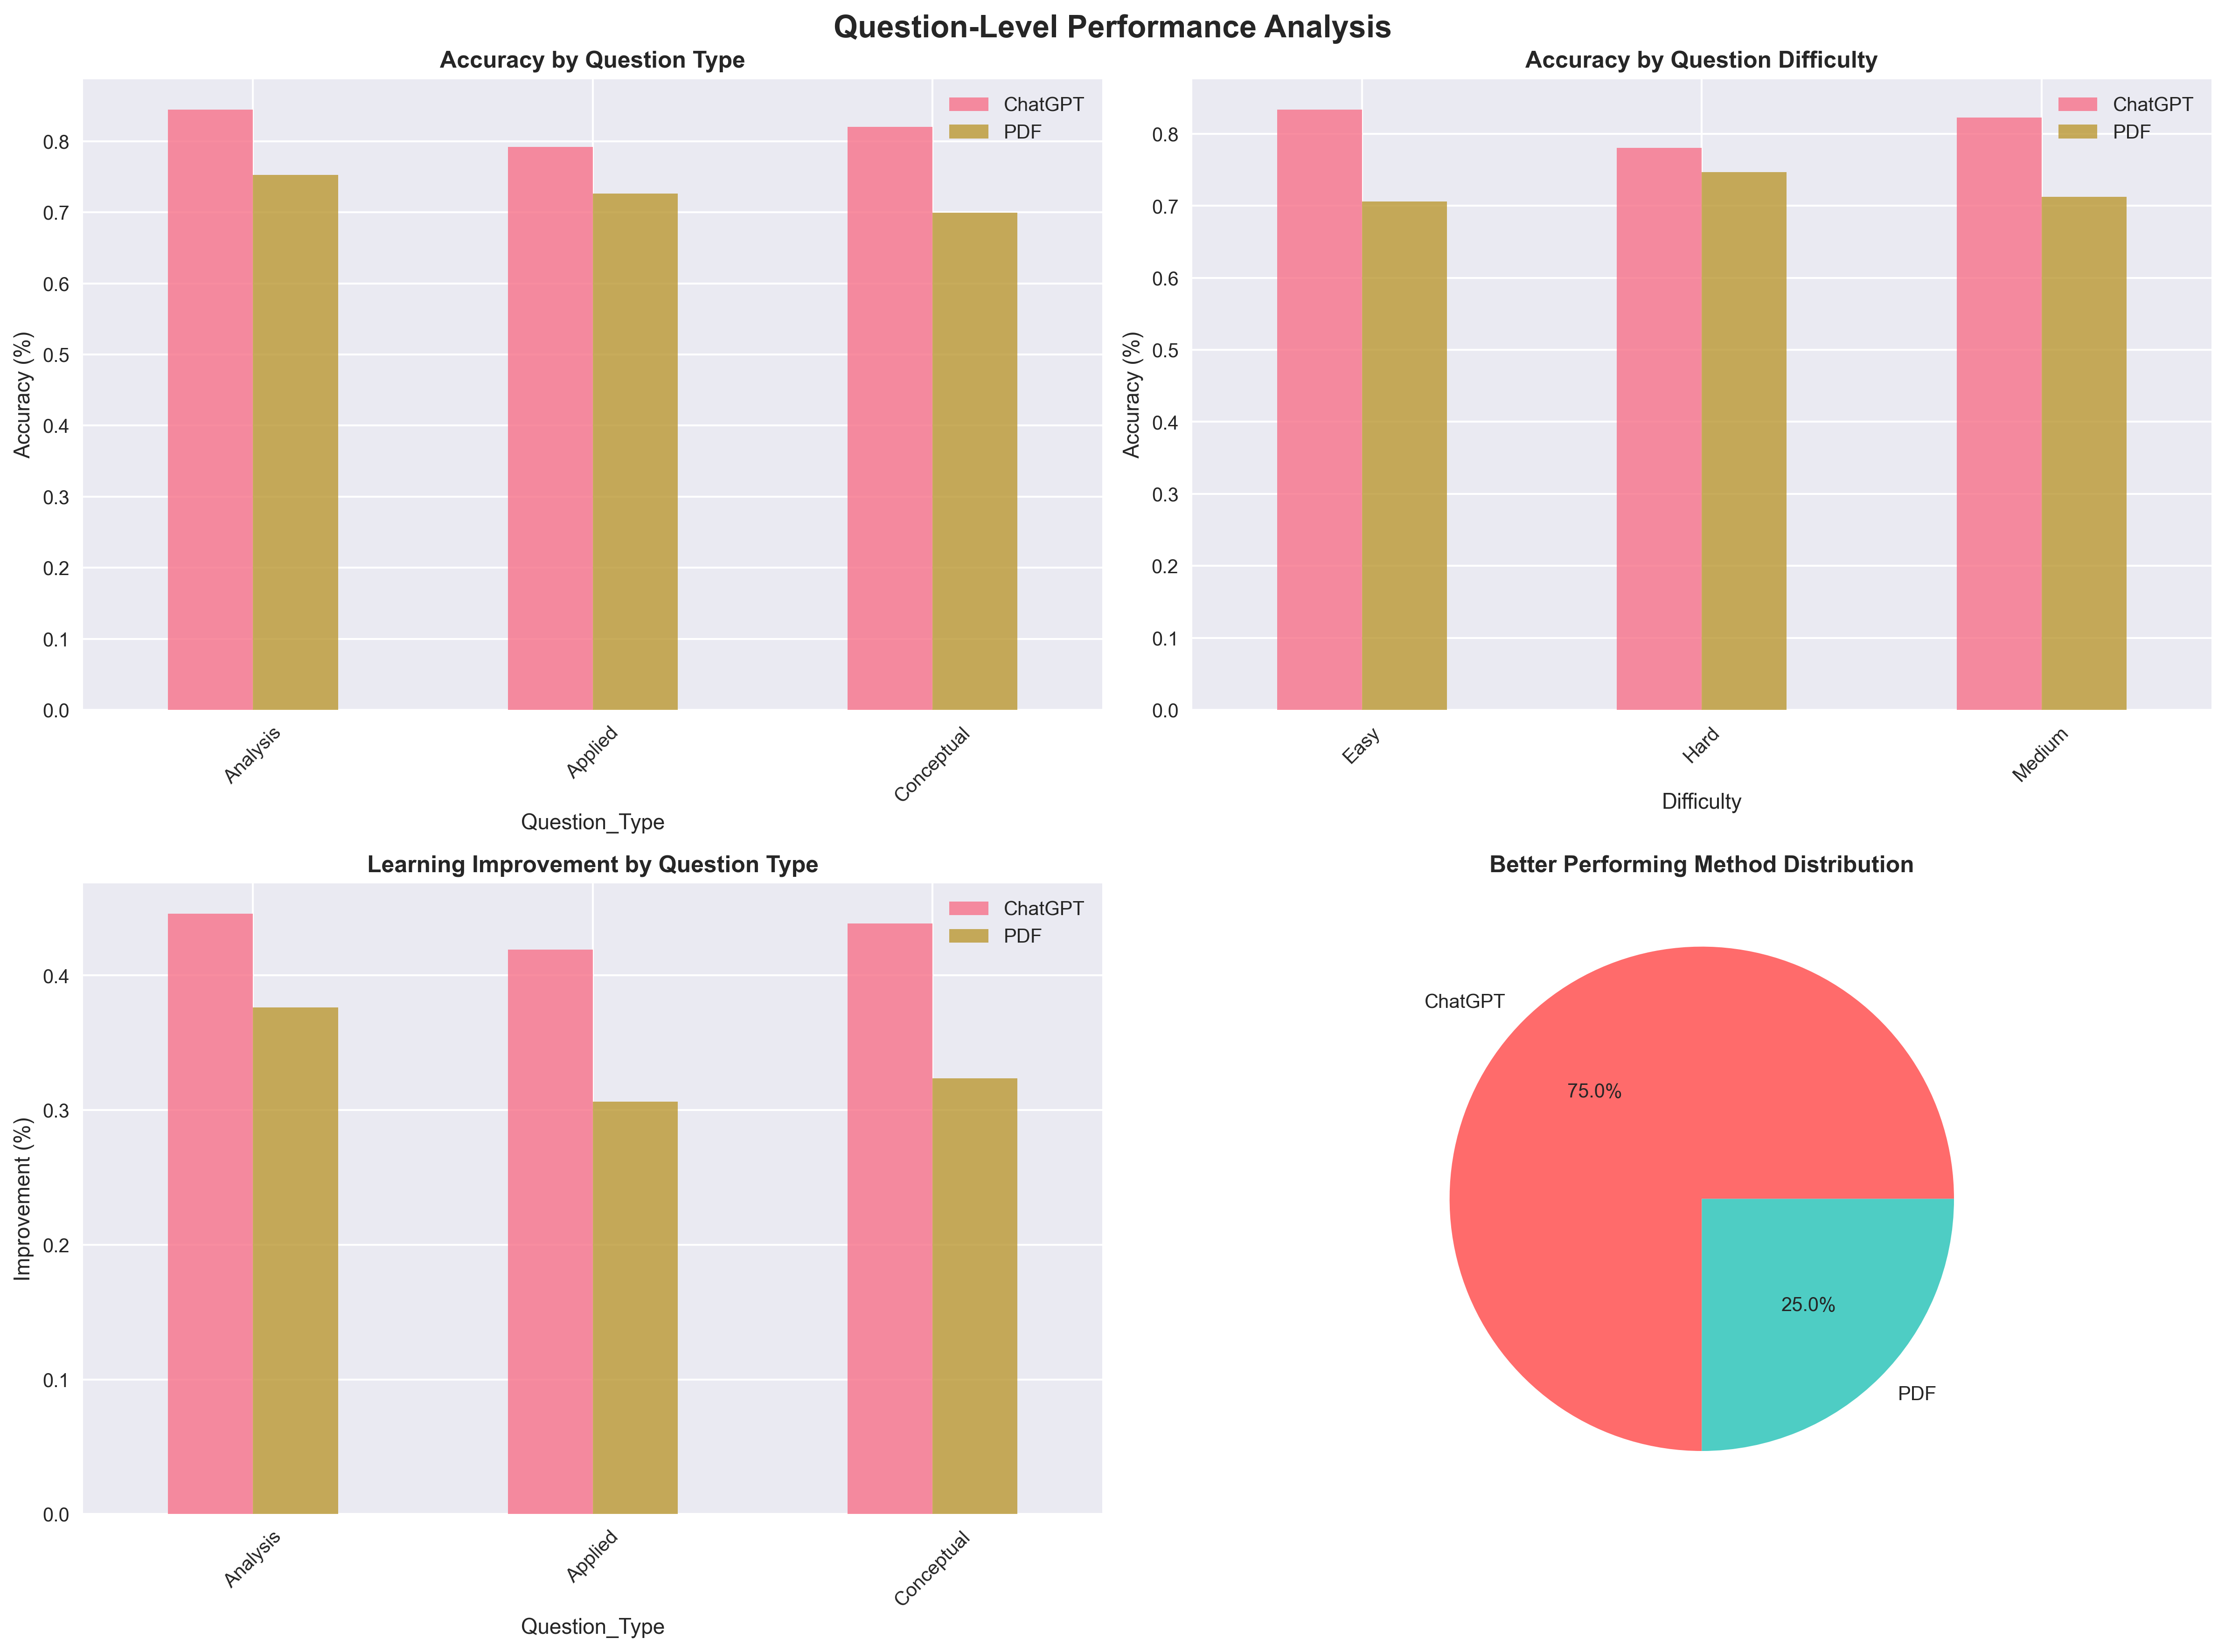 Question-Level Performance Analysis
Accuracy by Question Type
ChatGPT
PDF
Accuracy (%)
0.8
0.7
0.6
0.5
0.4
0.3
0.2
0.1
0.0
Analysis
Applied
Conceptual
Question_Type
Accuracy by Question Difficulty
ChatGPT
PDF
Accuracy (%)
0.8
0.7
0.6
0.5
0.4
0.3
0.2
0.1
0.0
Easy
Hard
Medium
Difficulty
Learning Improvement by Question Type
ChatGPT
PDF
Improvement (%)
0.4
0.3
0.2
0.1
0.0
Analysis
Applied
Conceptual
Question_Type
Better Performing Method Distribution
ChatGPT
75.0%
25.0%
PDF